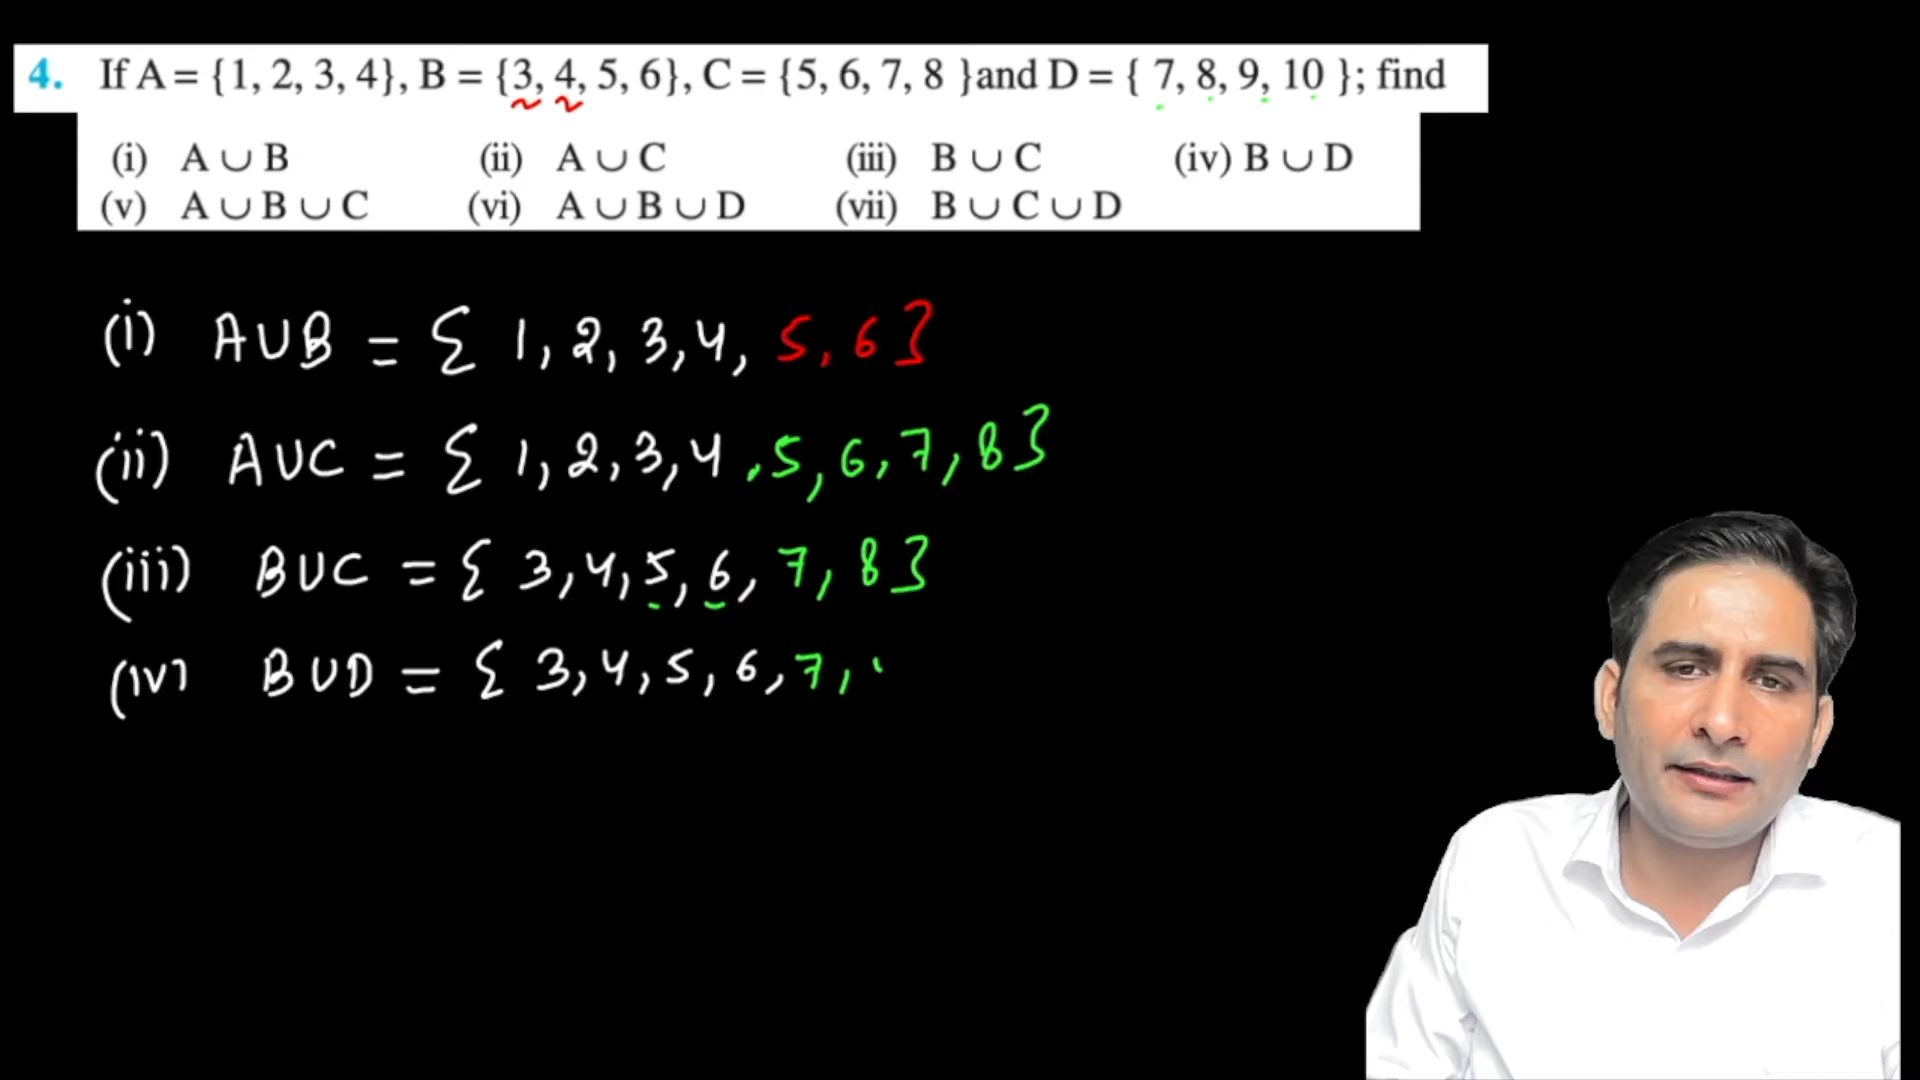 4. If A = {1, 2, 3, 4}, B = {3, 4, 5, 6}, C = {5, 6, 7, 8 }and D = { 7, 8, 9, 10 }; find
(i) A ∪ B (ii) A ∪ C (iii) B ∪ C (iv) B ∪ D
(v) A ∪ B ∪ C (vi) A ∪ B ∪ D (vii) B ∪ C ∪ D
(i) A∪B = { 1, 2, 3, 4, 5, 6 }
(ii) A∪C = { 1, 2, 3, 4 , 5, 6, 7, 8 }
(iii) B∪C = { 3, 4, 5, 6, 7, 8 }
(iv) B∪D = { 3, 4, 5, 6, 7,